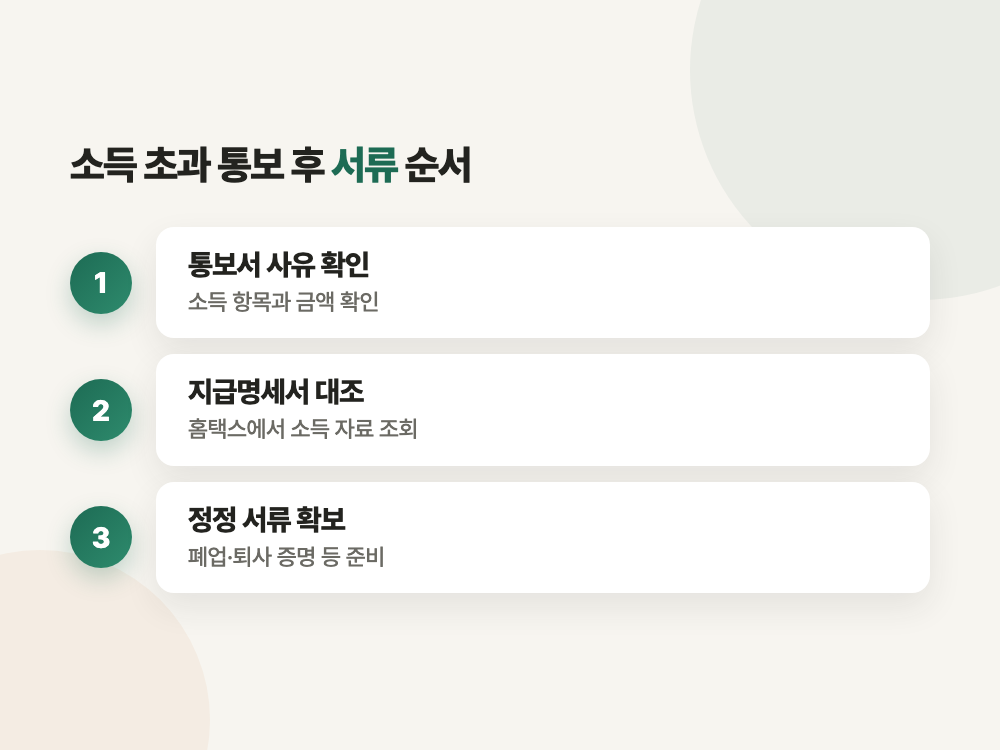 소득 초과 통보 후 서류 순서
1
통보서 사유 확인
소득 항목과 금액 확인
2
지급명세서 대조
홈택스에서 소득 자료 조회
3
정정 서류 확보
폐업·퇴사 증명 등 준비